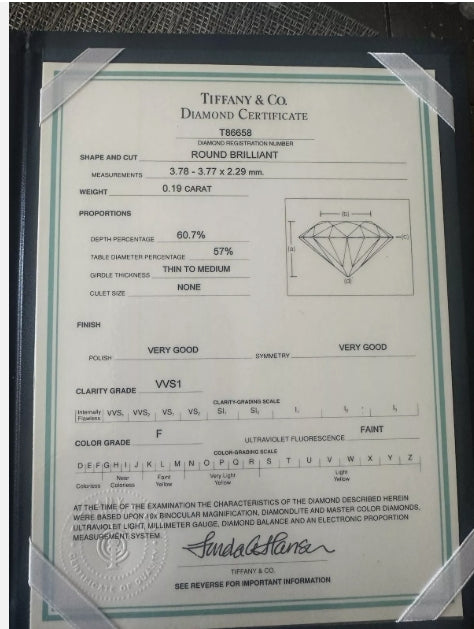 TIFFANY & CO.
DIAMOND CERTIFICATE
T86658
DIAMOND REGISTRATION NUMBER
SHAPE AND CUT ROUND BRILLIANT
MEASUREMENTS 3.78 - 3.77 x 2.29 mm.
WEIGHT 0.19 CARAT
PROPORTIONS
DEPTH PERCENTAGE 60.7%
TABLE DIAMETER PERCENTAGE 57%
GIRDLE THICKNESS THIN TO MEDIUM
CULET SIZE NONE
(b)
(a)
(c)
(d)
FINISH
POLISH VERY GOOD SYMMETRY VERY GOOD
CLARITY GRADE VVS1
CLARITY-GRADING SCALE
Internally Flawless VVS₁ VVS₂ VS₁ VS₂ SI₁ SI₂ I₁ I₂ I₃
COLOR GRADE F ULTRAVIOLET FLUORESCENCE FAINT
COLOR-GRADING SCALE
D E F G H I J K L M N O P Q R S T U V W X Y Z
Colorless Near Colorless Faint Yellow Very Light Yellow Light Yellow
AT THE TIME OF THE EXAMINATION THE CHARACTERISTICS OF THE DIAMOND DESCRIBED HEREIN
WERE BASED UPON 10x BINOCULAR MAGNIFICATION, DIAMONDLITE AND MASTER COLOR DIAMONDS,
ULTRAVIOLET LIGHT, MILLIMETER GAUGE, DIAMOND BALANCE AND AN ELECTRONIC PROPORTION
MEASUREMENT SYSTEM.
TIFFANY & CO.
SEE REVERSE FOR IMPORTANT INFORMATION